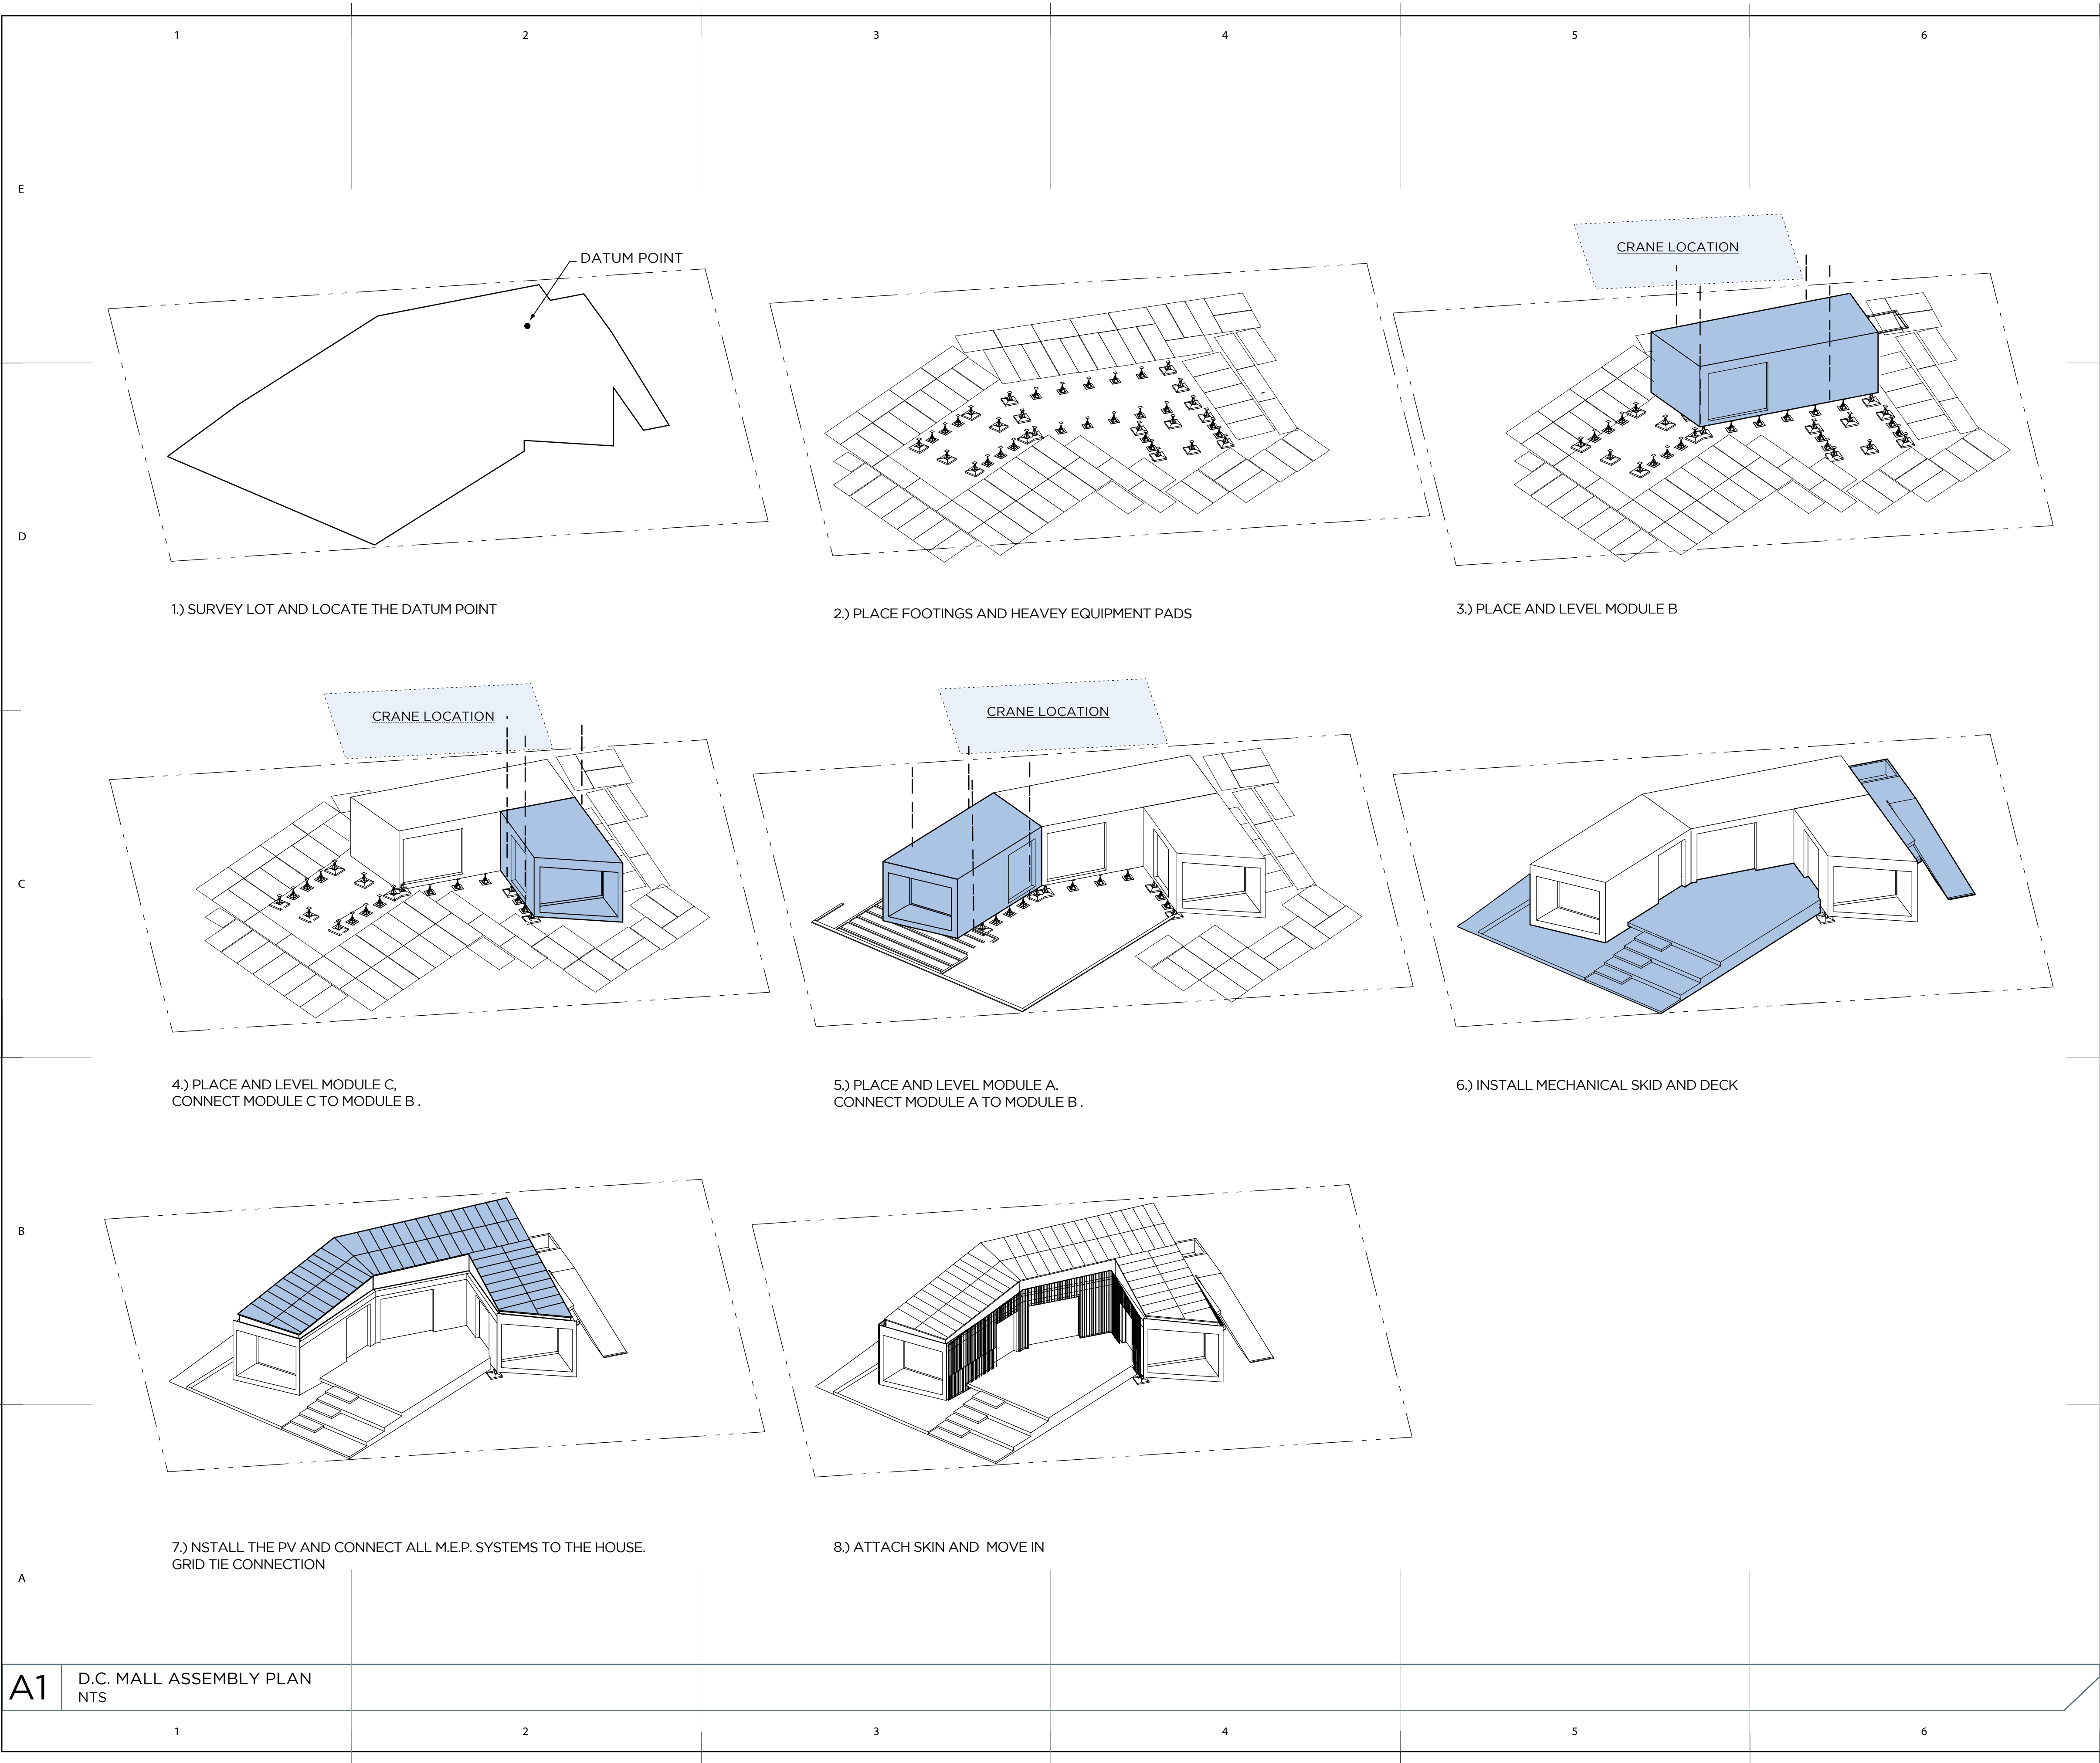 1 2 3 4 5 6
E
DATUM POINT
CRANE LOCATION
D
1.) SURVEY LOT AND LOCATE THE DATUM POINT
2.) PLACE FOOTINGS AND HEAVEY EQUIPMENT PADS
3.) PLACE AND LEVEL MODULE B
CRANE LOCATION
CRANE LOCATION
C
4.) PLACE AND LEVEL MODULE C,
CONNECT MODULE C TO MODULE B .
5.) PLACE AND LEVEL MODULE A.
CONNECT MODULE A TO MODULE B .
6.) INSTALL MECHANICAL SKID AND DECK
B
7.) NSTALL THE PV AND CONNECT ALL M.E.P. SYSTEMS TO THE HOUSE.
GRID TIE CONNECTION
8.) ATTACH SKIN AND  MOVE IN
A
A1
D.C. MALL ASSEMBLY PLAN
NTS
1 2 3 4 5 6